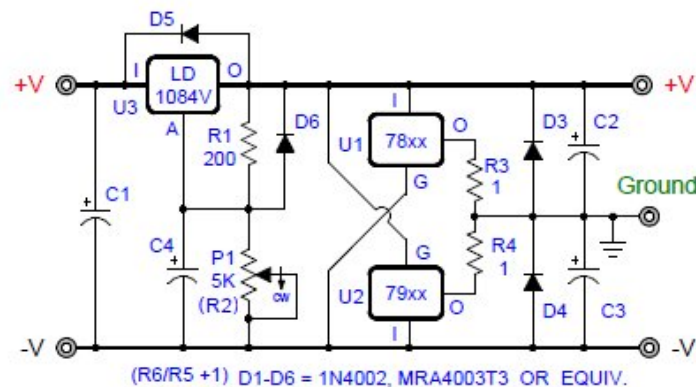 D5
+V
I
LD
1084V
O
U3
A
R1
200
D6
I
U1
78xx
O
G
R3
1
D3
C2
+V
Ground
C1
C4
P1
5K
(R2)
cw
G
U2
79xx
O
I
R4
1
D4
C3
-V
-V
(R6/R5 +1) D1-D6 = 1N4002, MRA4003T3 OR EQUIV.
+
+
+
+